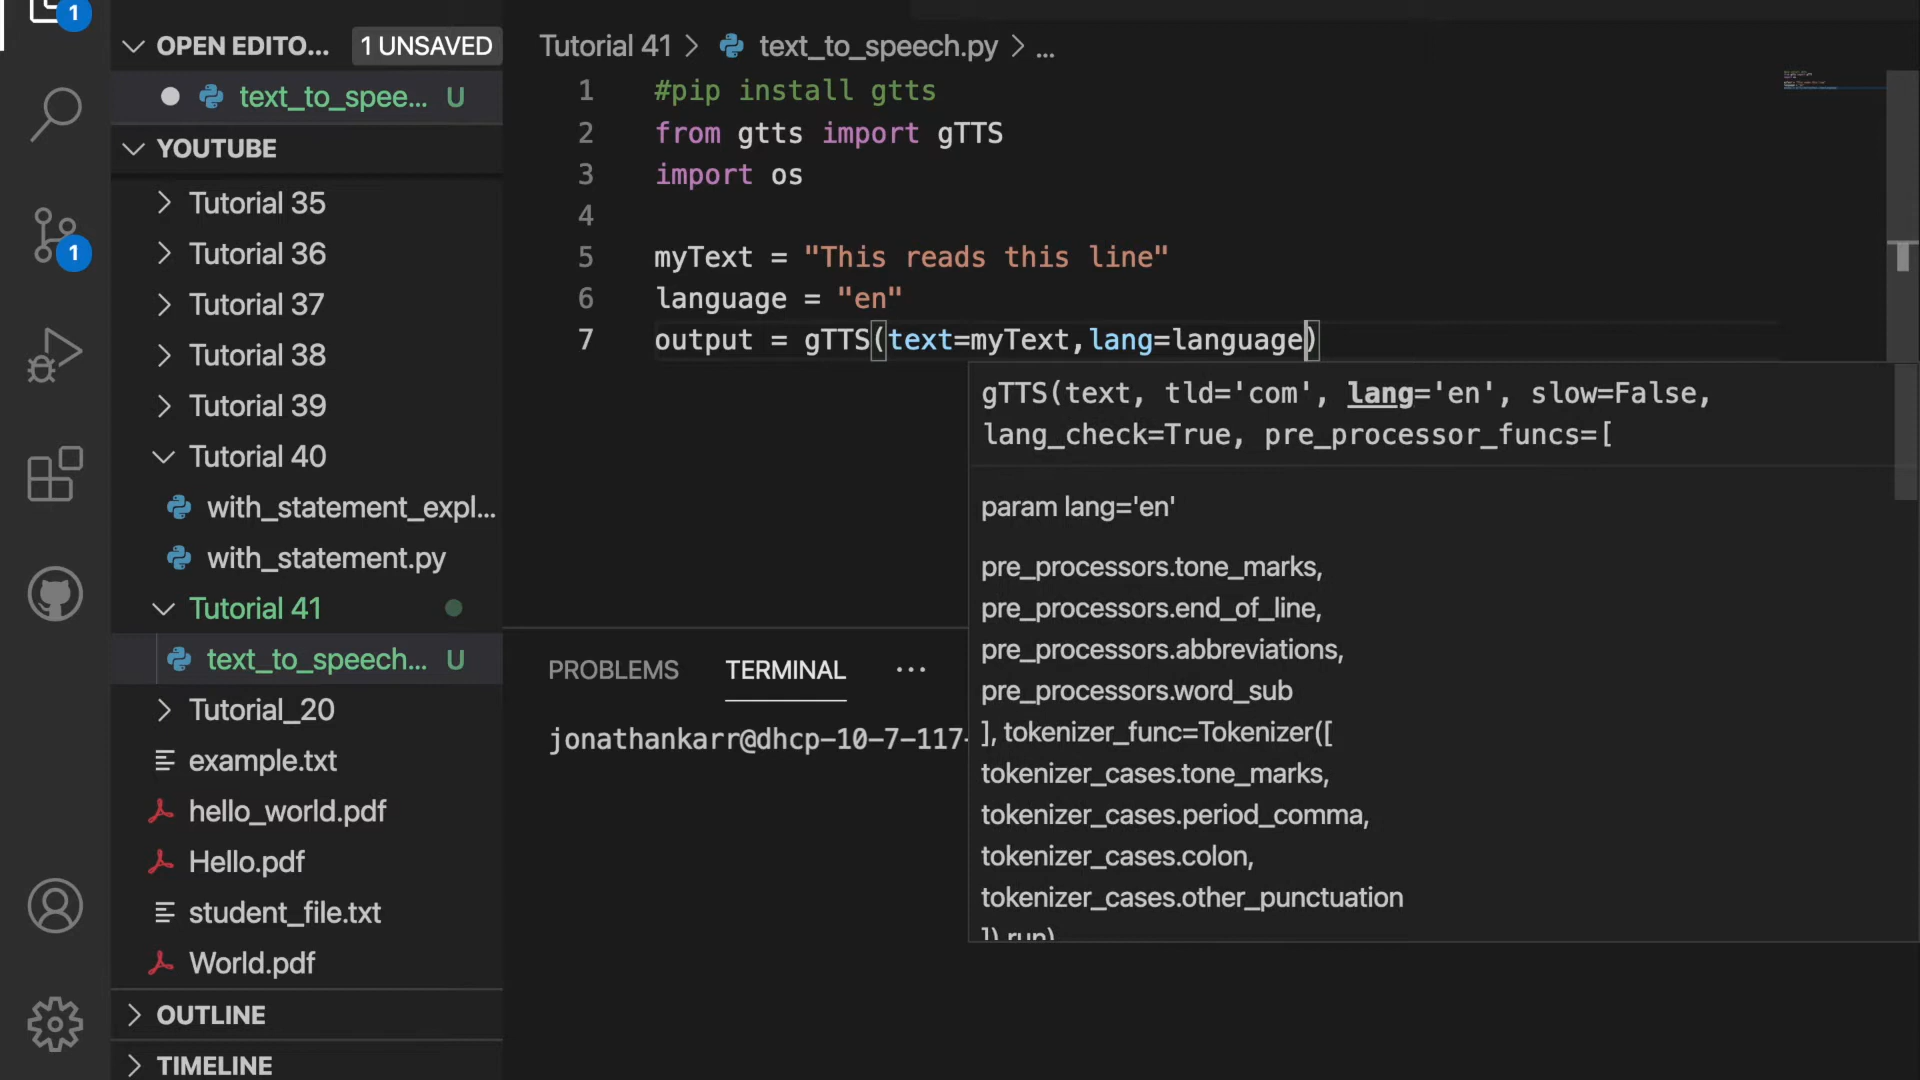 1
OPEN EDITO... 1 UNSAVED
text_to_spee... U
YOUTUBE
Tutorial 35
Tutorial 36
Tutorial 37
Tutorial 38
Tutorial 39
Tutorial 40
with_statement_expl...
with_statement.py
Tutorial 41
text_to_speech... U
Tutorial_20
example.txt
hello_world.pdf
Hello.pdf
student_file.txt
World.pdf
OUTLINE
TIMELINE
1
Tutorial 41 > text_to_speech.py > ...
1 #pip install gtts
2 from gtts import gTTS
3 import os
4
5 myText = "This reads this line"
6 language = "en"
7 output = gTTS(text=myText,lang=language)
gTTS(text, tld='com', lang='en', slow=False,
lang_check=True, pre_processor_funcs=[
param lang='en'
pre_processors.tone_marks,
pre_processors.end_of_line,
pre_processors.abbreviations,
pre_processors.word_sub
], tokenizer_func=Tokenizer([
tokenizer_cases.tone_marks,
tokenizer_cases.period_comma,
tokenizer_cases.colon,
tokenizer_cases.other_punctuation
]).run)
PROBLEMS TERMINAL ...
jonathankarr@dhcp-10-7-117-